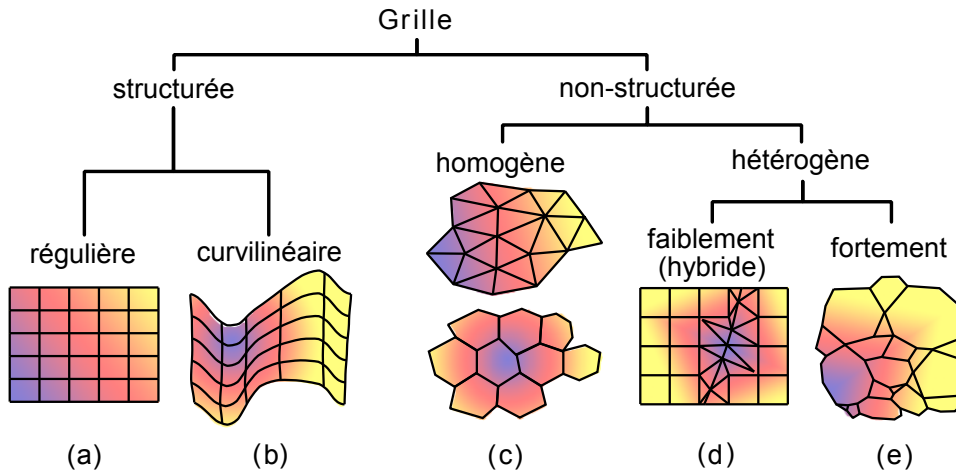 Grille
structurée
non-structurée
homogène
hétérogène
régulière
curvilinéaire
faiblement
(hybride)
fortement
(a)
(b)
(c)
(d)
(e)